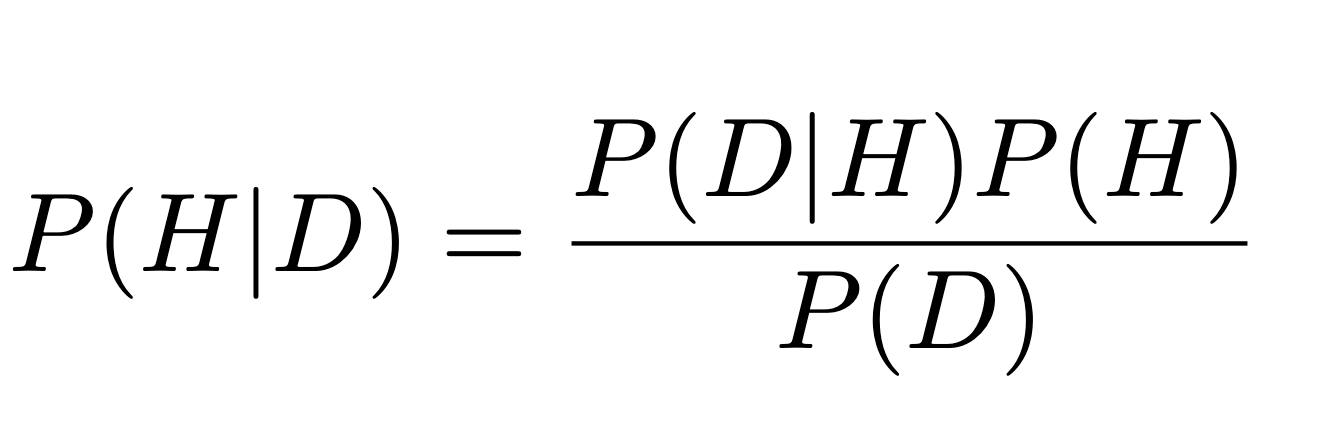 P(H|D) = P(D|H)P(H) / P(D)